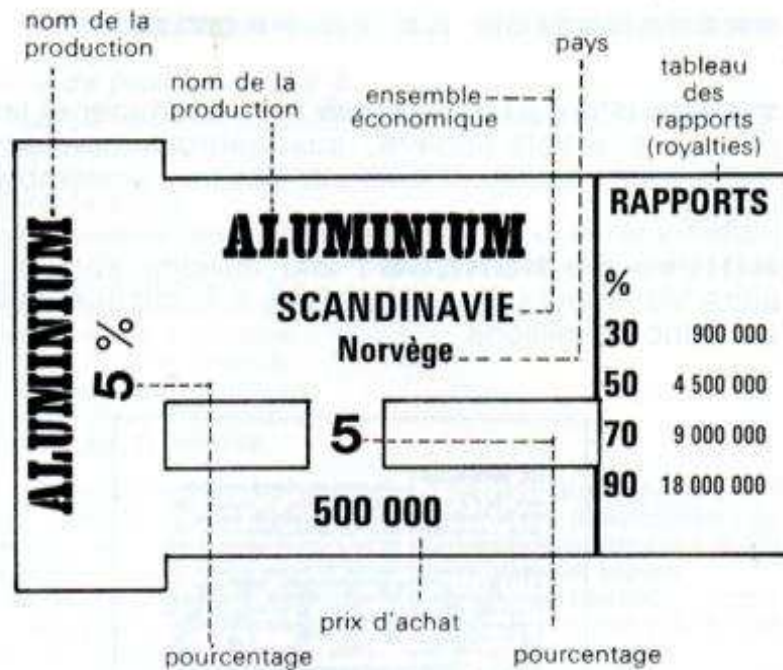 nom de la
production
nom de la
production
ensemble
économique
pays
tableau
des
rapports
(royalties)
ALUMINIUM
5 %
ALUMINIUM
SCANDINAVIE
Norvège
5
500 000
RAPPORTS
%
30 900 000
50 4 500 000
70 9 000 000
90 18 000 000
prix d'achat
pourcentage
pourcentage